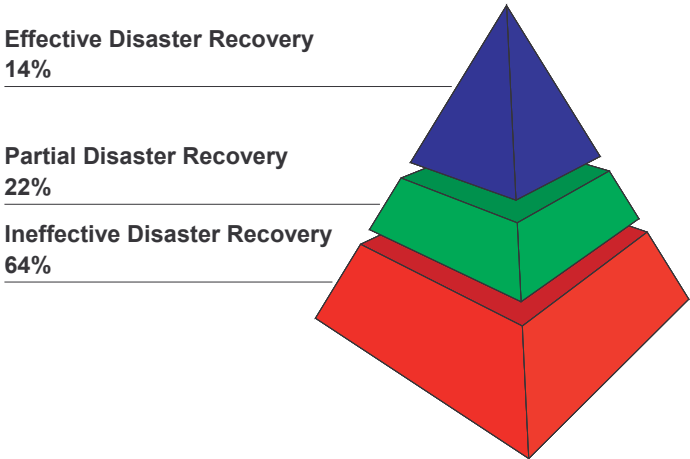 Effective Disaster Recovery
14%
Partial Disaster Recovery
22%
Ineffective Disaster Recovery
64%